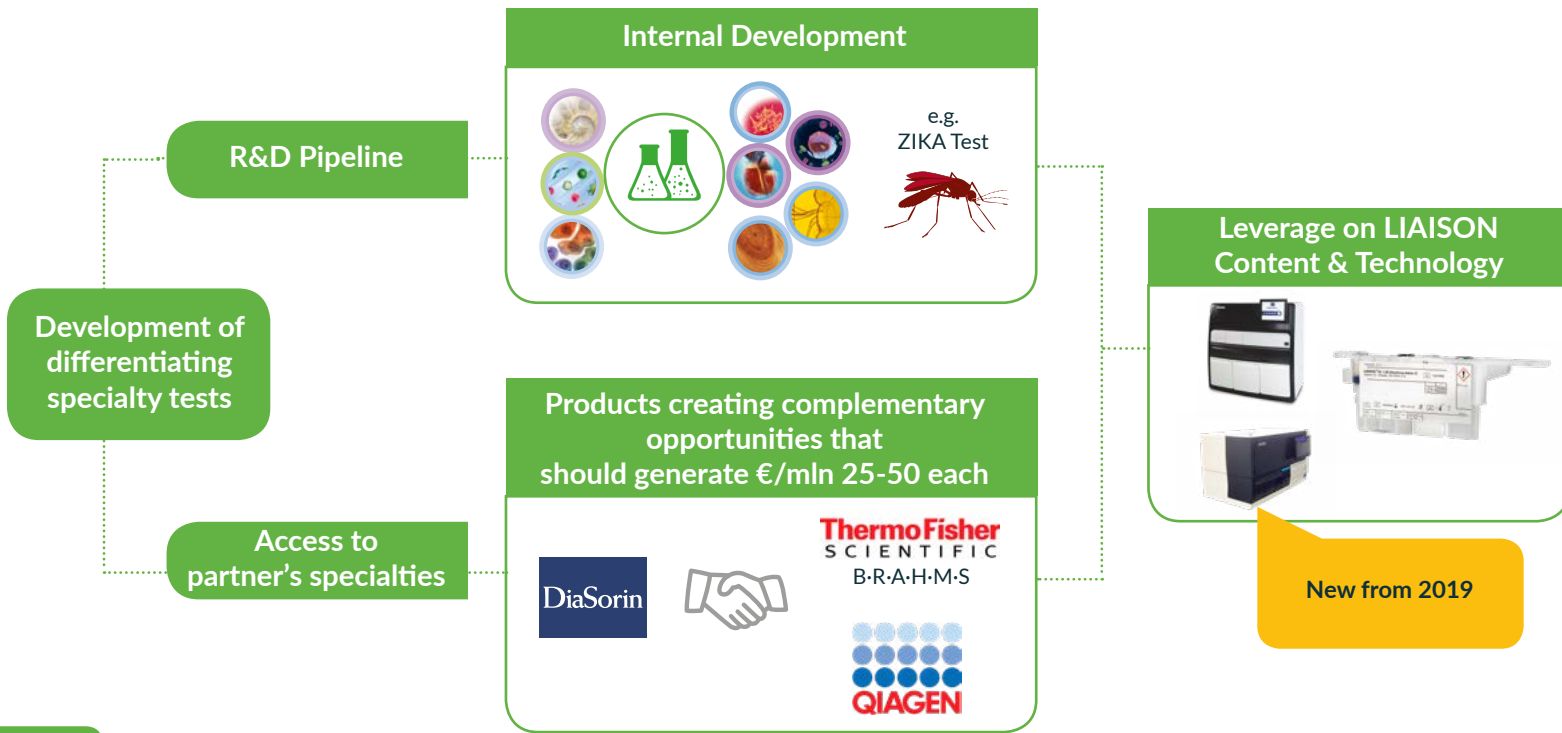 Internal Development
e.g.
ZIKA Test
R&D Pipeline
Leverage on LIAISON
Content & Technology
Development of
differentiating
specialty tests
Products creating complementary
opportunities that
should generate €/mln 25-50 each
Access to
partner's specialties
DiaSorin
ThermoFisher
SCIENTIFIC
B·R·A·H·M·S
QIAGEN
New from 2019